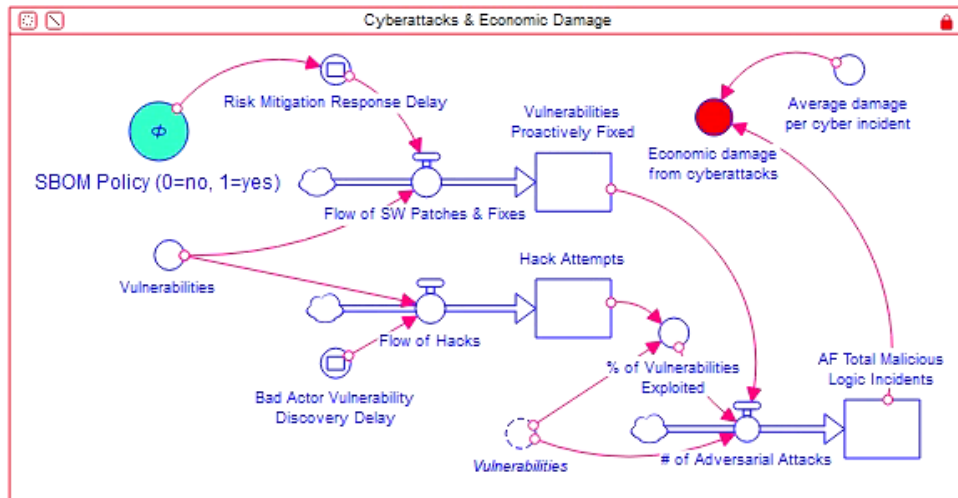 Cyberattacks & Economic Damage
Risk Mitigation Response Delay
Vulnerabilities
Proactively Fixed
Average damage
per cyber incident
Economic damage
from cyberattacks
SBOM Policy (0=no, 1=yes)
Flow of SW Patches & Fixes
Vulnerabilities
Hack Attempts
Flow of Hacks
% of Vulnerabilities
Exploited
AF Total Malicious
Logic Incidents
Bad Actor Vulnerability
Discovery Delay
Vulnerabilities
# of Adversarial Attacks